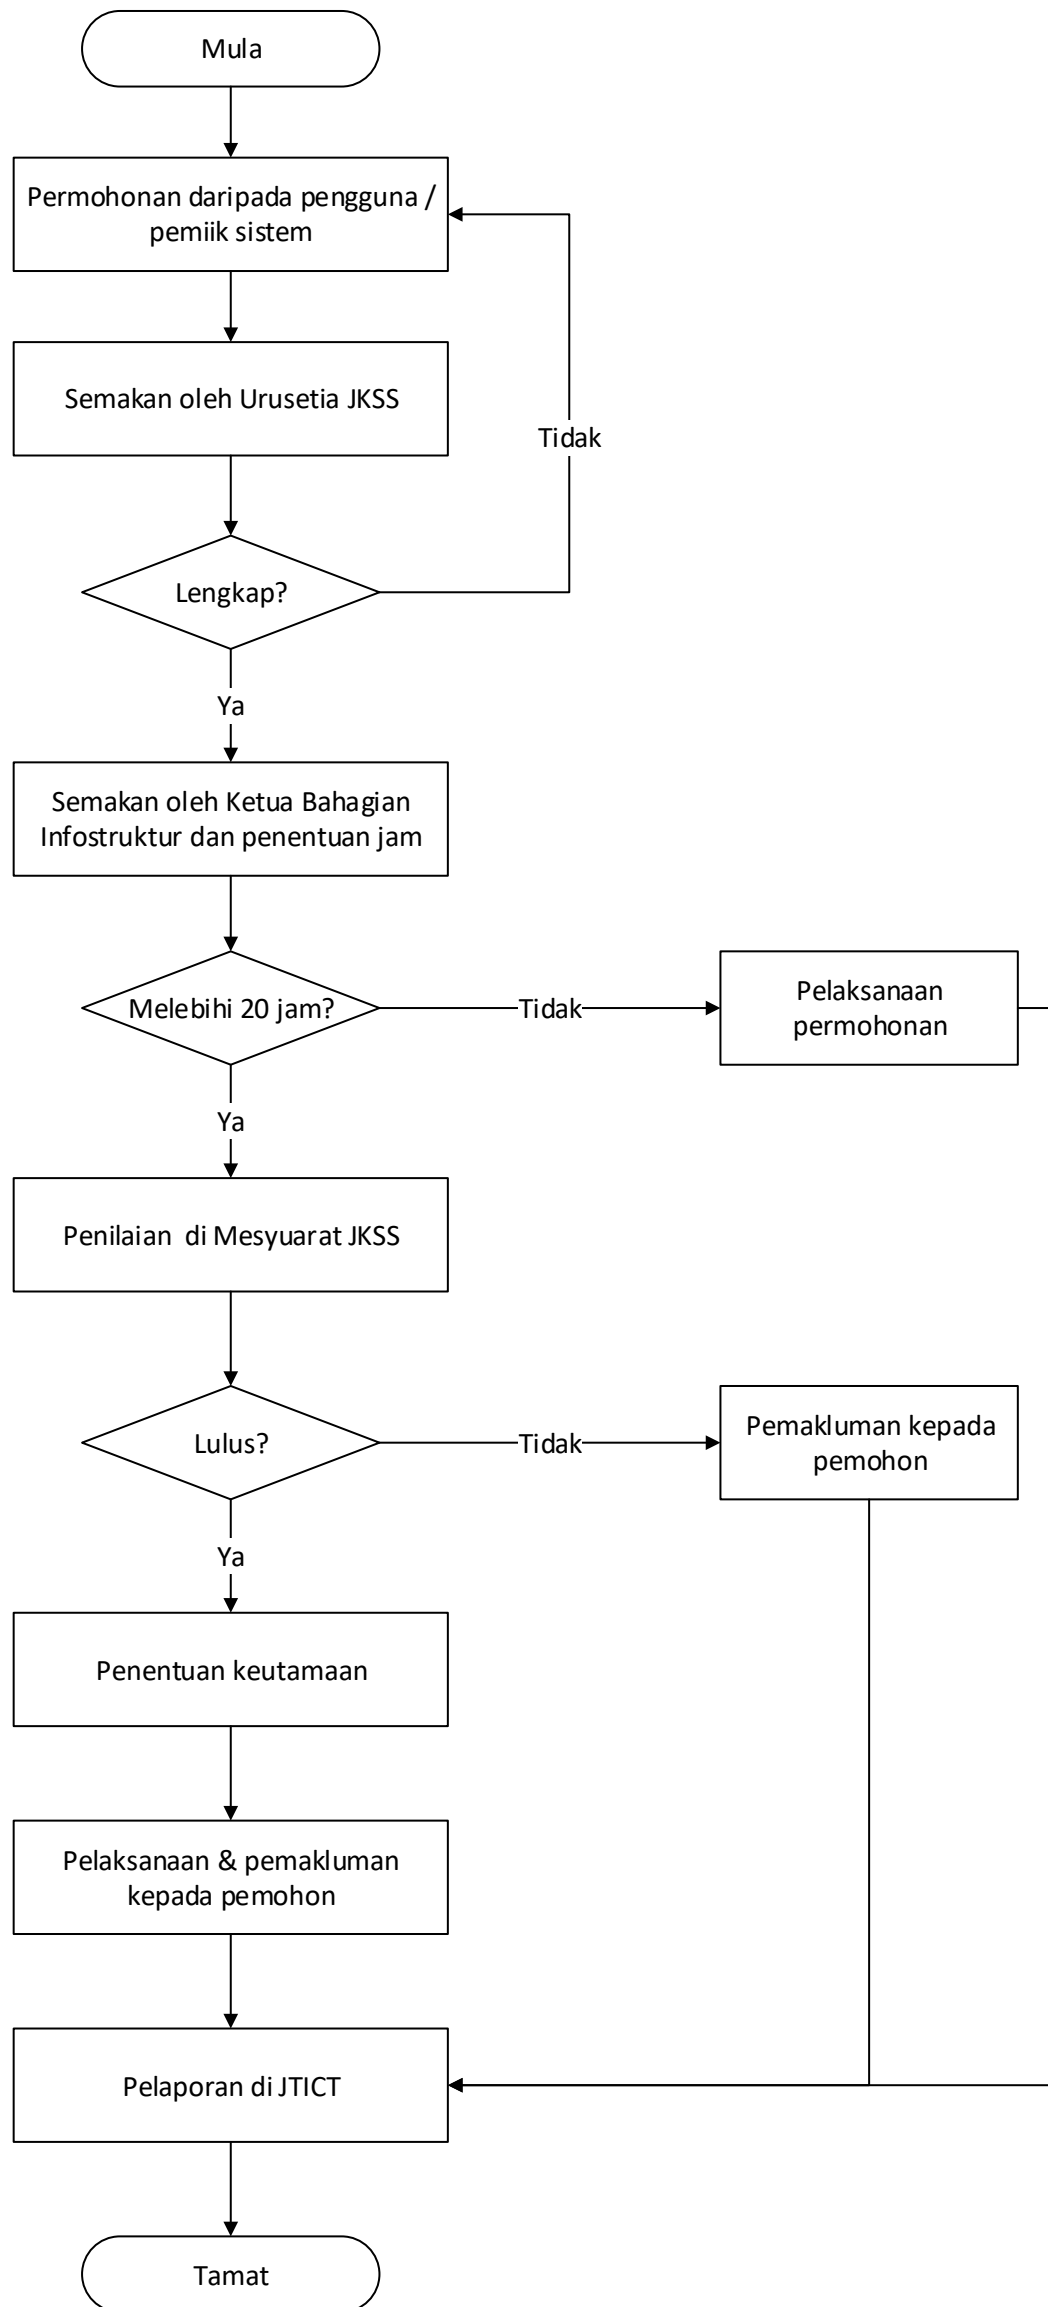 Mula
Permohonan daripada pengguna /
pemiik sistem
Semakan oleh Urusetia JKSS
Tidak
Lengkap?
Ya
Semakan oleh Ketua Bahagian
Infostruktur dan penentuan jam
Melebihi 20 jam?
Tidak
Pelaksanaan
permohonan
Ya
Penilaian  di Mesyuarat JKSS
Lulus?
Tidak
Pemakluman kepada
pemohon
Ya
Penentuan keutamaan
Pelaksanaan & pemakluman
kepada pemohon
Pelaporan di JTICT
Tamat